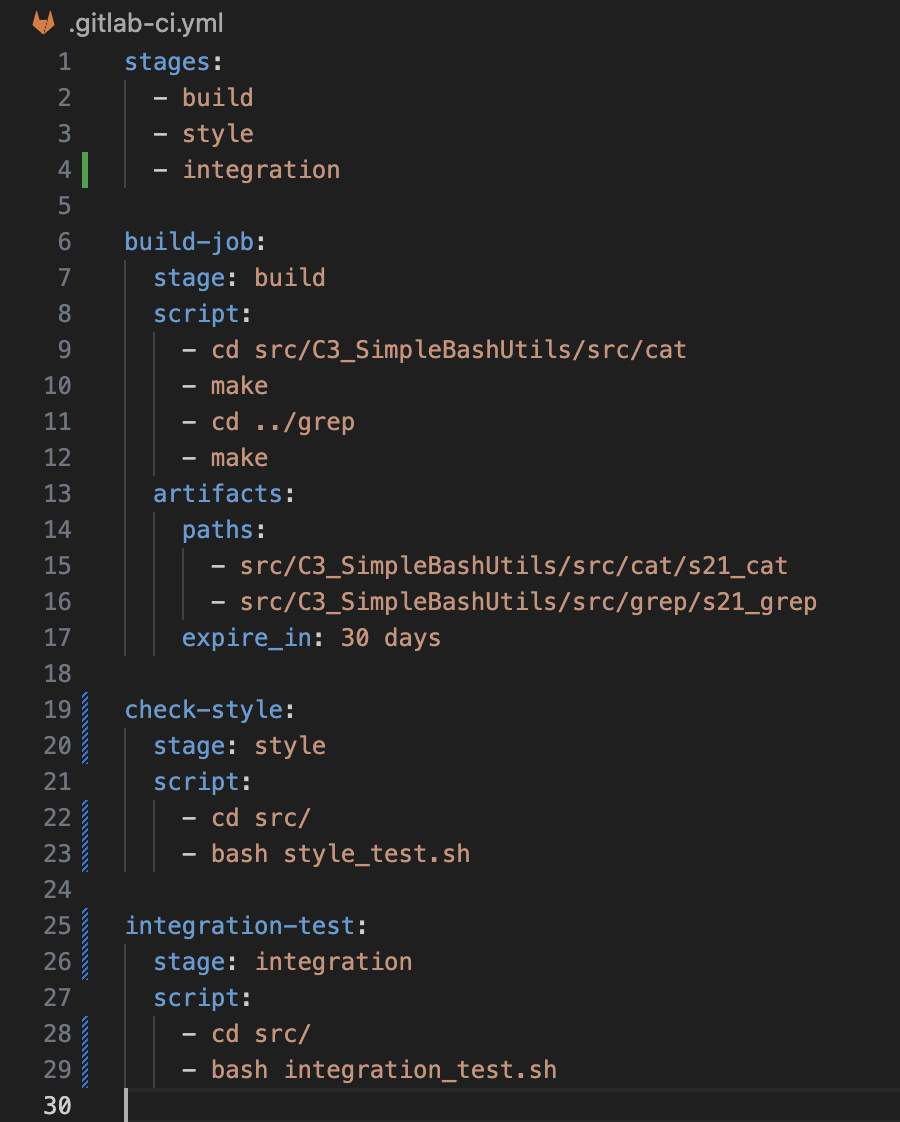 .gitlab-ci.yml
1 stages:
2 - build
3 - style
4 - integration
5
6 build-job:
7 stage: build
8 script:
9 - cd src/C3_SimpleBashUtils/src/cat
10 - make
11 - cd ../grep
12 - make
13 artifacts:
14 paths:
15 - src/C3_SimpleBashUtils/src/cat/s21_cat
16 - src/C3_SimpleBashUtils/src/grep/s21_grep
17 expire_in: 30 days
18
19 check-style:
20 stage: style
21 script:
22 - cd src/
23 - bash style_test.sh
24
25 integration-test:
26 stage: integration
27 script:
28 - cd src/
29 - bash integration_test.sh
30